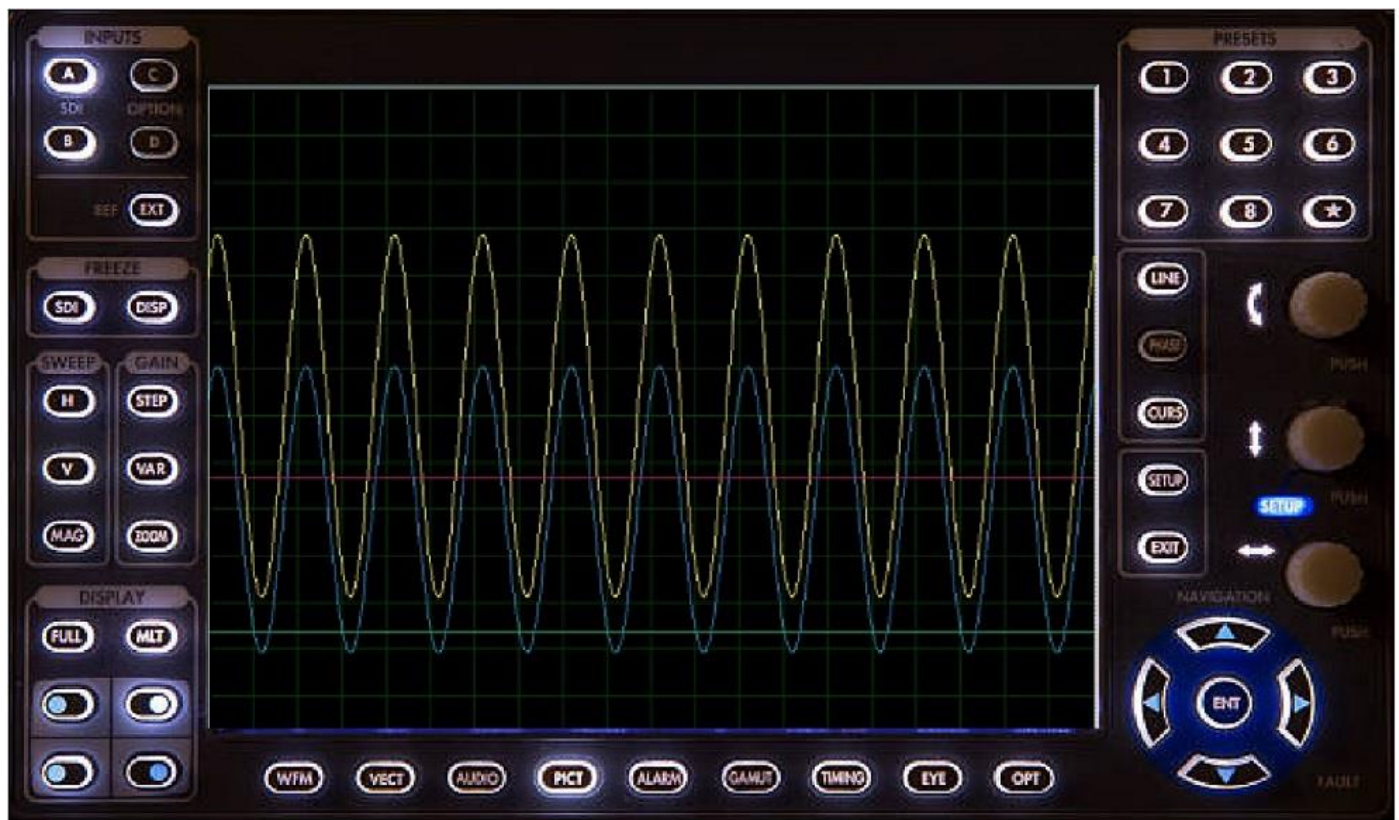 INPUTS
A
C
SDI
OPTION
B
D
REF
EXT
FREEZE
SDI
DISP
SWEEP
GAIN
H
STEP
V
VAR
MAG
ZOOM
DISPLAY
FULL
MLT
WFM
VECT
AUDIO
PICT
ALARM
GAMUT
TIMING
EYE
OPT
PRESETS
1
2
3
4
5
6
7
8
★
LINE
PHASE
PUSH
CURS
SETUP
PUSH
SETUP
EXIT
NAVIGATION
PUSH
ENT
FAULT